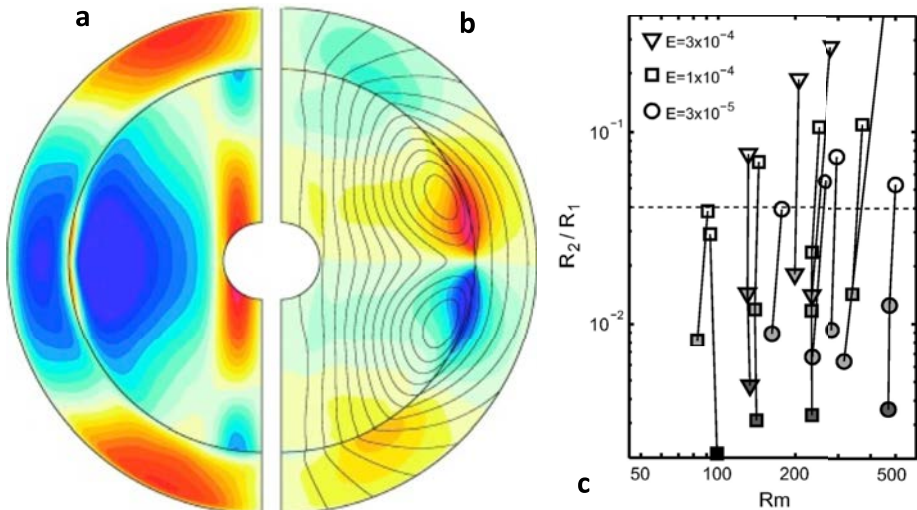 a
b
E=3x10⁻⁴
E=1x10⁻⁴
E=3x10⁻⁵
10⁻¹
10⁻²
R₂ / R₁
50 100 200 500
Rm
c